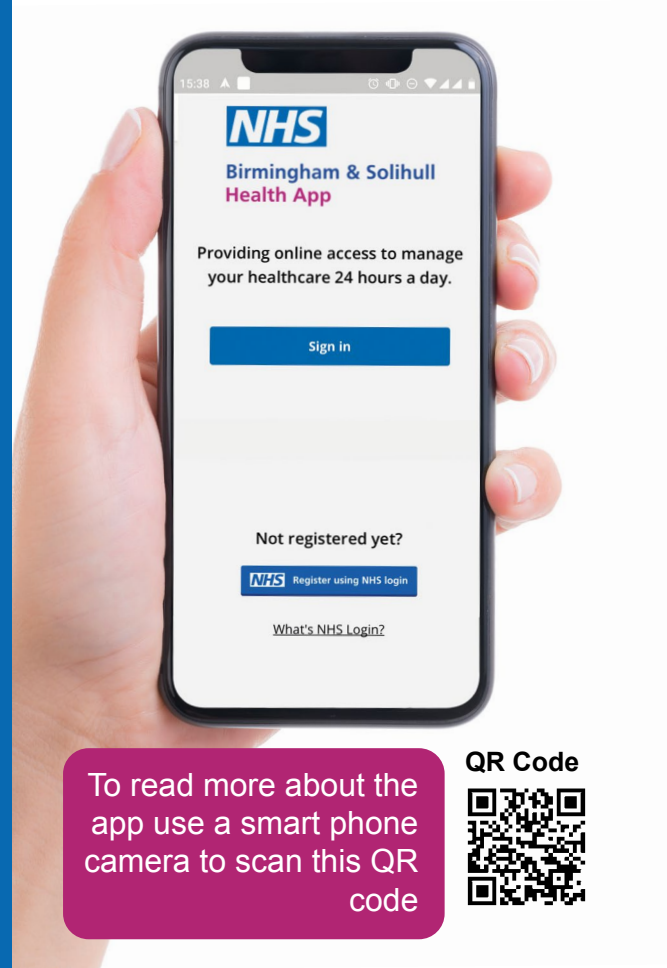 15:38
NHS
Birmingham & Solihull
Health App
Providing online access to manage
your healthcare 24 hours a day.
Sign in
Not registered yet?
NHS Register using NHS login
What's NHS Login?
To read more about the
app use a smart phone
camera to scan this QR
code
QR Code